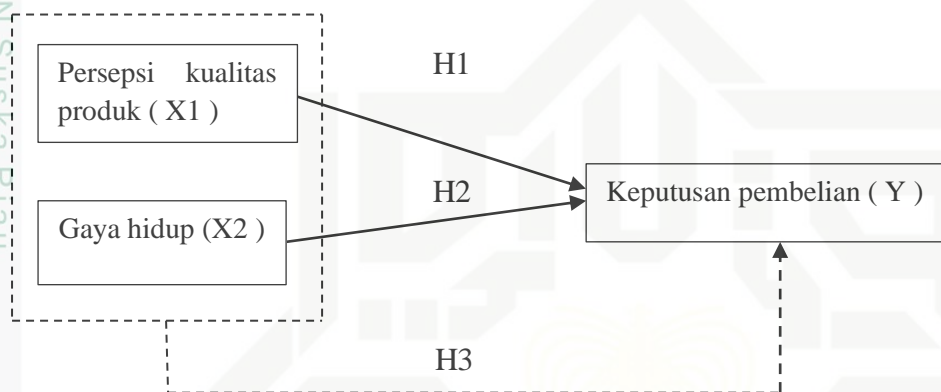 H1
Persepsi kualitas
produk ( X1 )
H2
Keputusan pembelian ( Y )
Gaya hidup (X2 )
H3